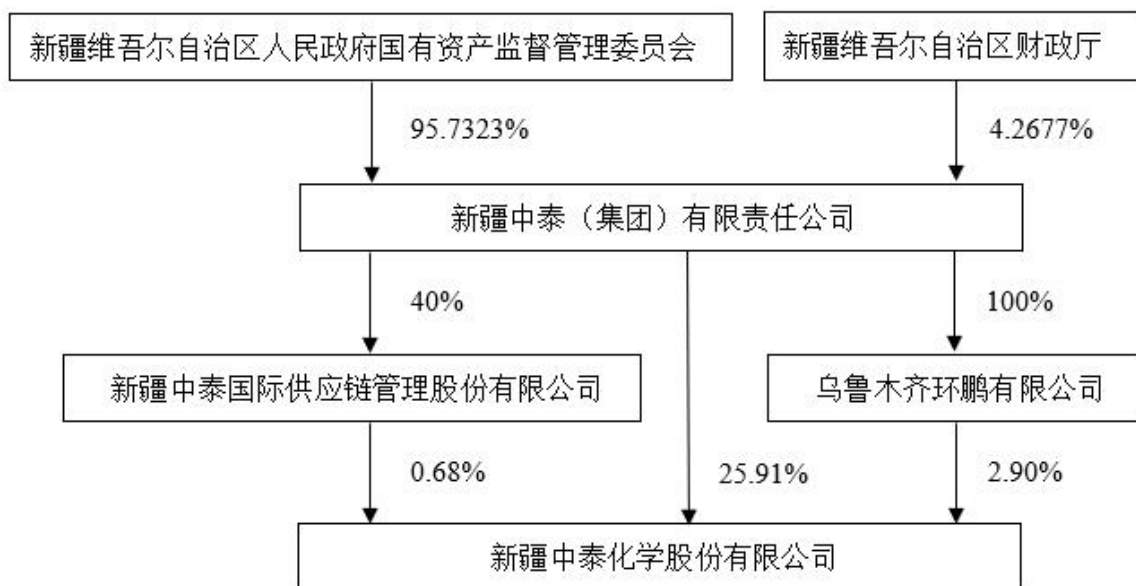 新疆维吾尔自治区人民政府国有资产监督管理委员会
新疆维吾尔自治区财政厅
95.7323%
4.2677%
新疆中泰（集团）有限责任公司
40%
100%
新疆中泰国际供应链管理股份有限公司
乌鲁木齐环鹏有限公司
0.68%
25.91%
2.90%
新疆中泰化学股份有限公司